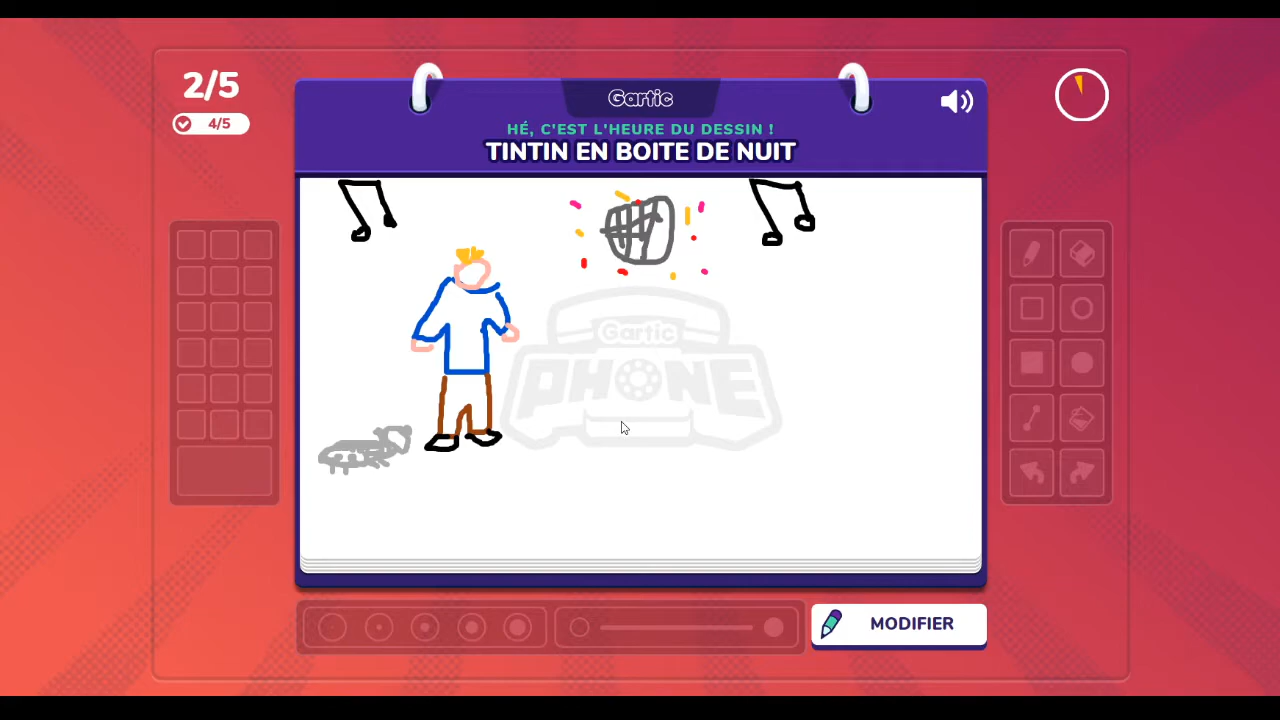 2/5
4/5
Gartic
HÉ, C'EST L'HEURE DU DESSIN !
TINTIN EN BOITE DE NUIT
Gartic
PHONE
MODIFIER